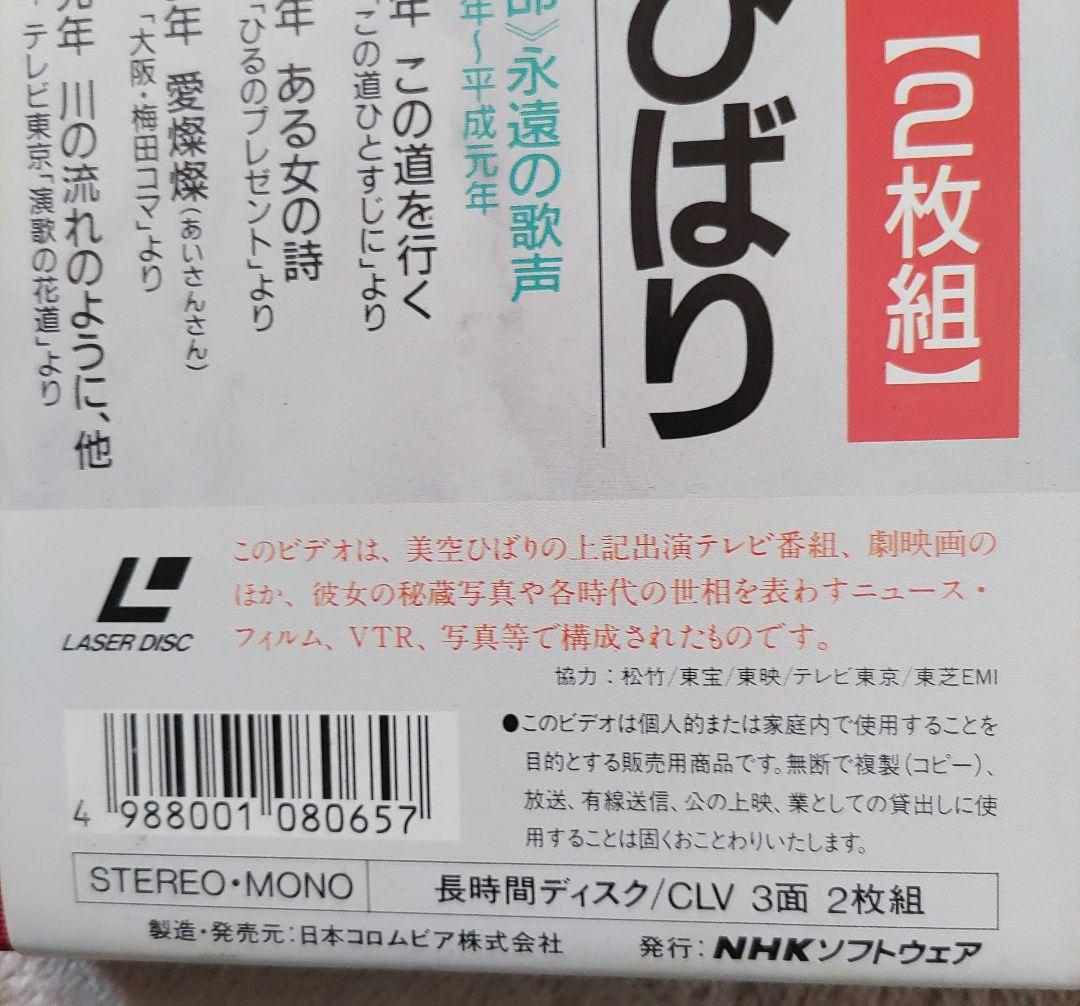 【2枚組】
ひばり
永遠の歌声
年〜平成元年
年 この道を行く
「この道ひとすじに」より
年 ある女の詩
「ひるのプレゼント」より
年 愛燦燦(あいさんさん)
「大阪・梅田コマ」より
元年 川の流れのように、他
テレビ東京「演歌の花道」より
LASER DISC
このビデオは、美空ひばりの上記出演テレビ番組、劇映画の
ほか、彼女の秘蔵写真や各時代の世相を表わすニュース・
フィルム、VTR、写真等で構成されたものです。
協力:松竹/東宝/東映/テレビ東京/東芝EMI
●このビデオは個人的または家庭内で使用することを
目的とする販売用商品です。無断で複製(コピー)、
放送、有線送信、公の上映、業としての貸出しに使
用することは固くおことわりいたします。
4 988001 080657
STEREO・MONO 長時間ディスク/CLV 3面 2枚組
製造・発売元:日本コロムビア株式会社 発行:NHKソフトウェア